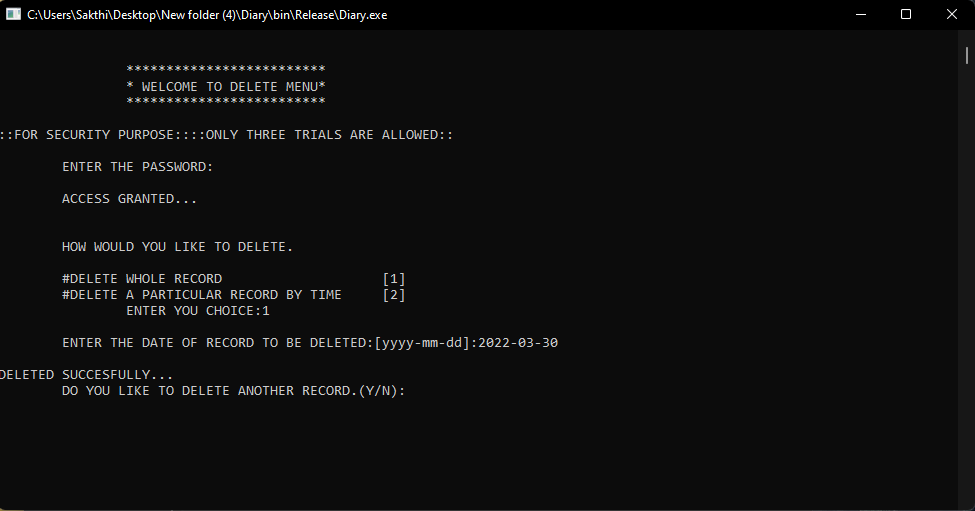 C:\Users\Sakthi\Desktop\New folder (4)\Diary\bin\Release\Diary.exe
*************************
* WELCOME TO DELETE MENU*
*************************
::FOR SECURITY PURPOSE::::ONLY THREE TRIALS ARE ALLOWED::
ENTER THE PASSWORD:
ACCESS GRANTED...
HOW WOULD YOU LIKE TO DELETE.
#DELETE WHOLE RECORD [1]
#DELETE A PARTICULAR RECORD BY TIME [2]
ENTER YOU CHOICE:1
ENTER THE DATE OF RECORD TO BE DELETED:[yyyy-mm-dd]:2022-03-30
DELETED SUCCESFULLY...
DO YOU LIKE TO DELETE ANOTHER RECORD.(Y/N):